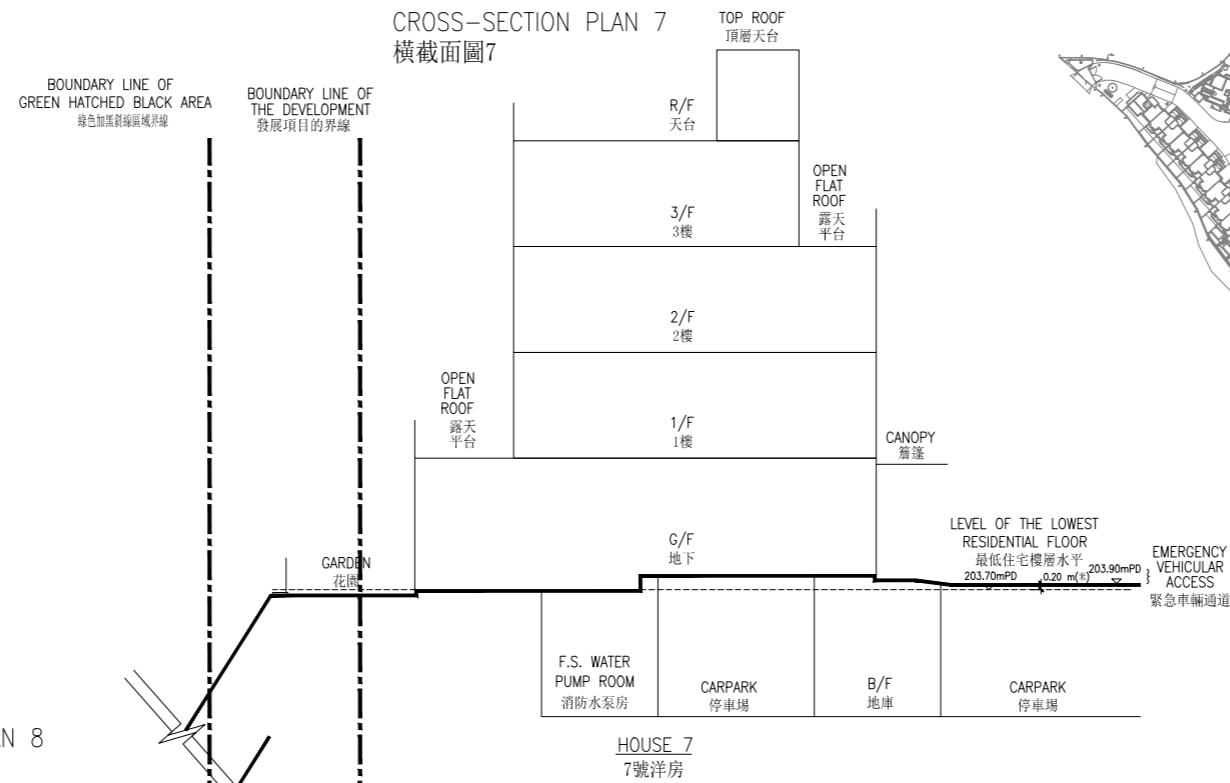 CROSS-SECTION PLAN 7
橫截面圖7
TOP ROOF
頂層天台
BOUNDARY LINE OF
GREEN HATCHED BLACK AREA
綠色加黑斜線區域界線
BOUNDARY LINE OF
THE DEVELOPMENT
發展項目的界線
R/F
天台
OPEN
FLAT
ROOF
露天
平台
3/F
3樓
2/F
2樓
OPEN
FLAT
ROOF
露天
平台
1/F
1樓
CANOPY
簷篷
G/F
地下
GARDEN
花園
LEVEL OF THE LOWEST
RESIDENTIAL FLOOR
最低住宅樓層水平
203.70mPD
0.20 m(米)
203.90mPD
EMERGENCY
VEHICULAR
ACCESS
緊急車輛通道
F.S. WATER
PUMP ROOM
消防水泵房
CARPARK
停車場
B/F
地庫
CARPARK
停車場
HOUSE 7
7號洋房
AN 8